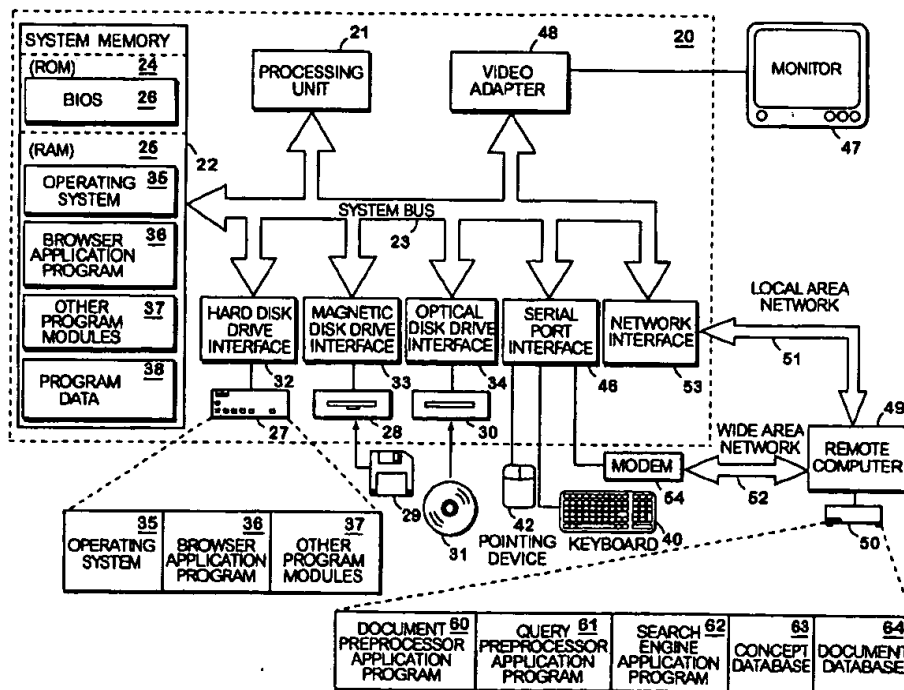 SYSTEM MEMORY
(ROM) 24
BIOS 26
(RAM) 25
22
OPERATING SYSTEM 35
BROWSER APPLICATION PROGRAM 36
OTHER PROGRAM MODULES 37
PROGRAM DATA 38
21
PROCESSING UNIT
48
VIDEO ADAPTER
20
MONITOR
47
SYSTEM BUS
23
HARD DISK DRIVE INTERFACE
32
MAGNETIC DISK DRIVE INTERFACE
33
OPTICAL DISK DRIVE INTERFACE
34
SERIAL PORT INTERFACE
46
NETWORK INTERFACE
53
LOCAL AREA NETWORK
51
49
REMOTE COMPUTER
WIDE AREA NETWORK
52
MODEM
54
50
27
28
30
29
31
42
POINTING DEVICE
KEYBOARD
40
35
OPERATING SYSTEM
36
BROWSER APPLICATION PROGRAM
37
OTHER PROGRAM MODULES
DOCUMENT 60
PREPROCESSOR
APPLICATION
PROGRAM
QUERY 61
PREPROCESSOR
APPLICATION
PROGRAM
SEARCH 62
ENGINE
APPLICATION
PROGRAM
63
CONCEPT
DATABASE
64
DOCUMENT
DATABASE